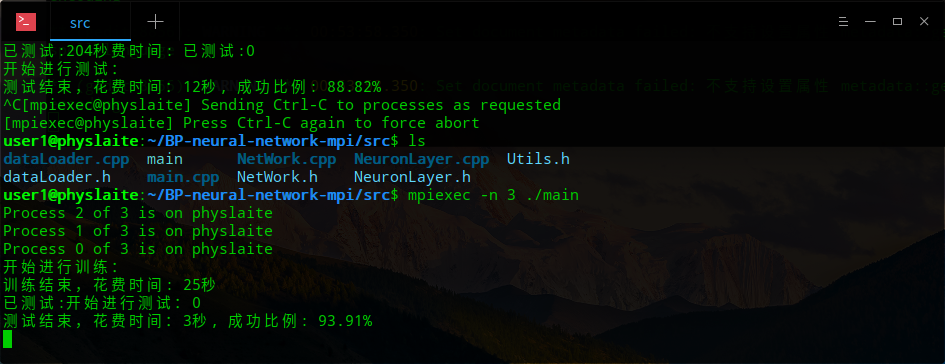 src
已测试:204秒费时间: 已测试:0
开始进行测试:
测试结束，花费时间: 12秒, 成功比例: 88.82%
^C[mpiexec@physlaite] Sending Ctrl-C to processes as requested
[mpiexec@physlaite] Press Ctrl-C again to force abort
user1@physlaite:~/BP-neural-network-mpi/src$ ls
dataLoader.cpp main NetWork.cpp NeuronLayer.cpp Utils.h
dataLoader.h main.cpp NetWork.h NeuronLayer.h
user1@physlaite:~/BP-neural-network-mpi/src$ mpiexec -n 3 ./main
Process 2 of 3 is on physlaite
Process 1 of 3 is on physlaite
Process 0 of 3 is on physlaite
开始进行训练:
训练结束，花费时间: 25秒
已测试:开始进行测试: 0
测试结束，花费时间: 3秒, 成功比例: 93.91%